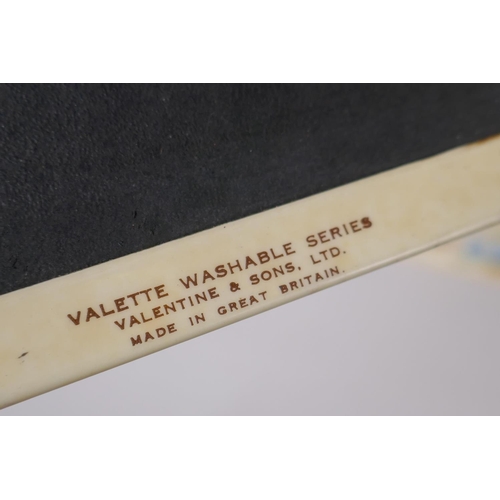 VALETTE WASHABLE SERIES
VALENTINE & SONS, LTD.
MADE IN GREAT BRITAIN.